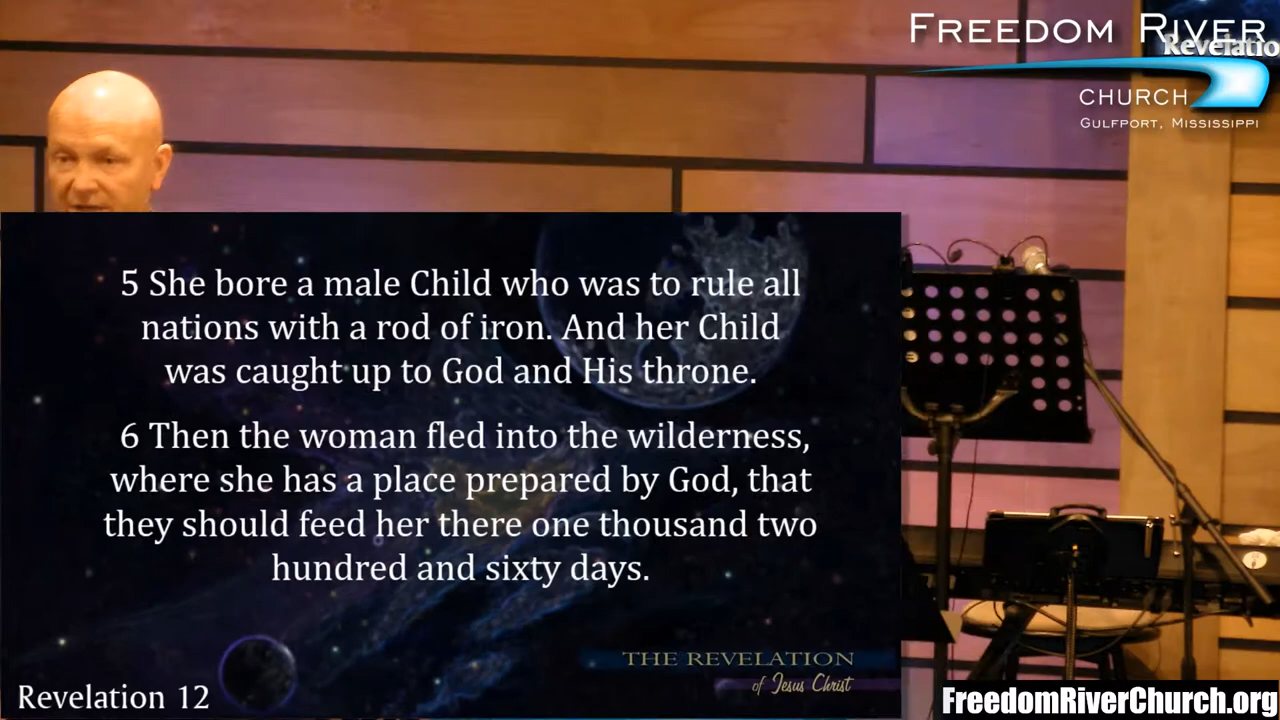 FREEDOM RIVER
Revelatio
CHURCH
GULFPORT, MISSISSIPPI
5 She bore a male Child who was to rule all
nations with a rod of iron. And her Child
was caught up to God and His throne.
6 Then the woman fled into the wilderness,
where she has a place prepared by God, that
they should feed her there one thousand two
hundred and sixty days.
THE REVELATION
of Jesus Christ
Revelation 12
FreedomRiverChurch.org